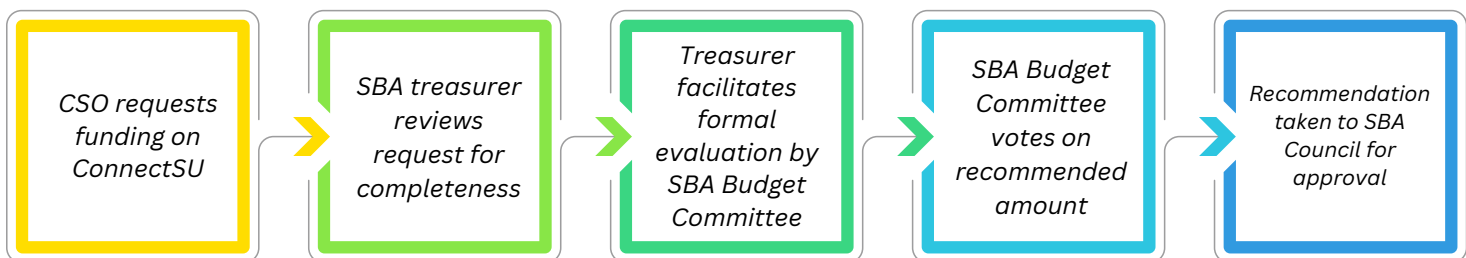 CSO requests
funding on
ConnectSU
SBA treasurer
reviews
request for
completeness
Treasurer
facilitates
formal
evaluation by
SBA Budget
Committee
SBA Budget
Committee
votes on
recommended
amount
Recommendation
taken to SBA
Council for
approval